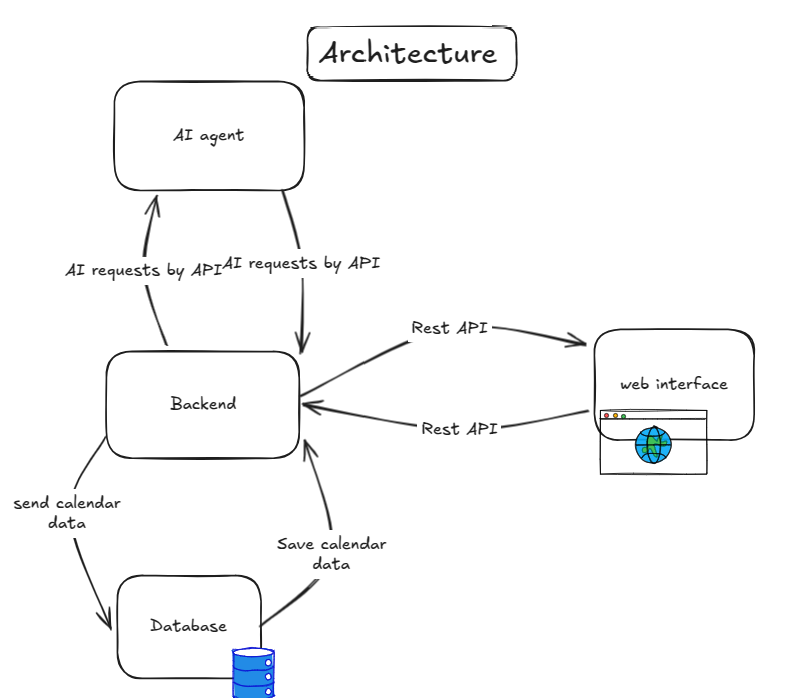 Architecture
AI agent
AI requests by API
AI requests by API
Rest API
web interface
Backend
Rest API
send calendar
data
Save calendar
data
Database